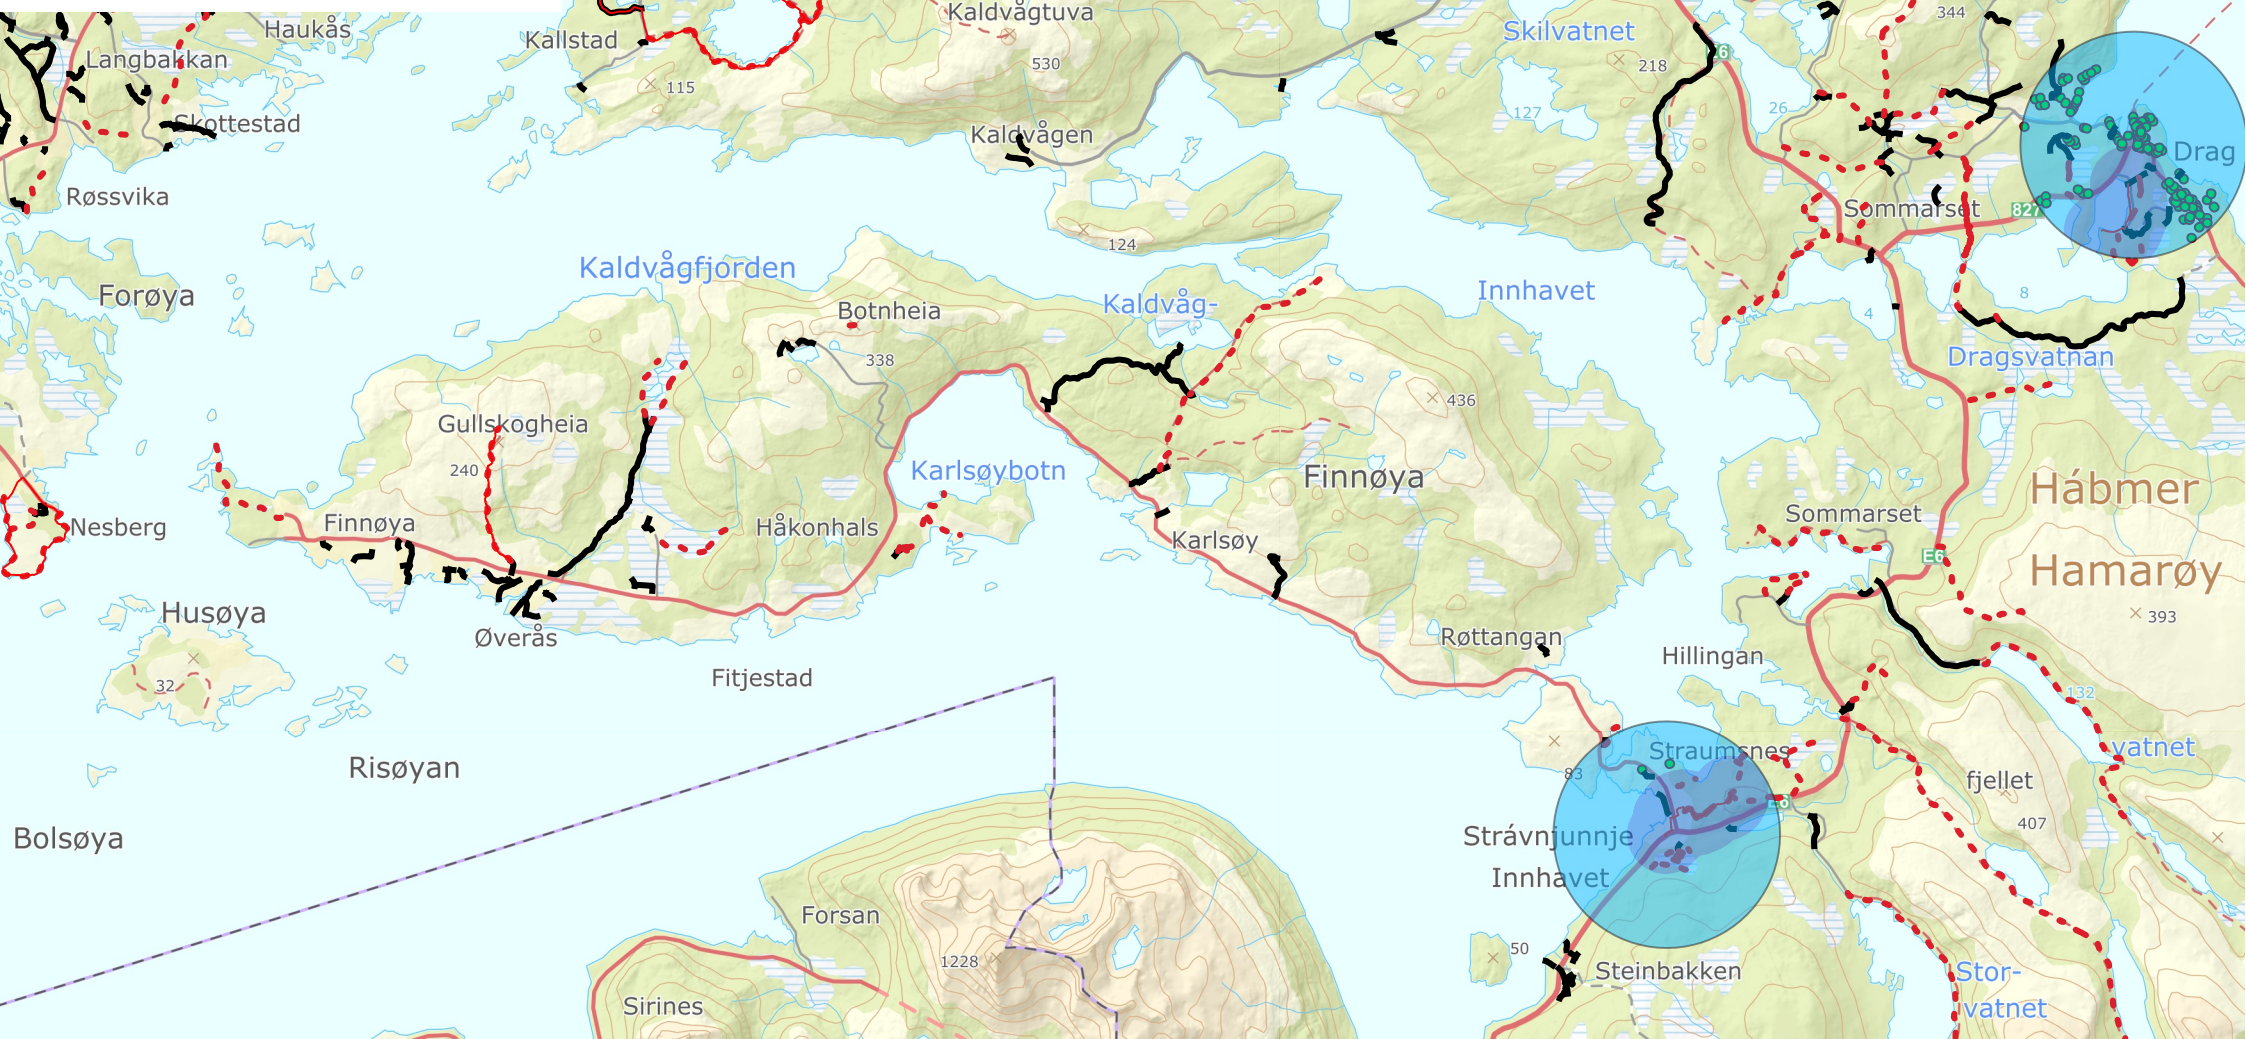 Kaldvågtuva
344
Haukås
Skilvatnet
Kallstad
E6
Langbakkan
530
218
115
26
127
Skottestad
Kaldvågen
Drag
Røssvika
Sommarset
827
124
Kaldvågfjorden
Forøya
Innhavet
8
Kaldvåg-
Botnheia
4
338
Dragsvatnan
436
Gullskogheia
240
Karlsøybotn
Finnøya
Hábmer
Sommarset
Finnøya
Nesberg
Håkonhals
Karlsøy
E6
Hamarøy
Husøya
393
Øverås
Røttangan
Hillingan
Fitjestad
32
132
vatnet
Straumsnes
Risøyan
83
fjellet
E6
407
Bolsøya
Strávnjunnje
Innhavet
Forsan
50
1228
Steinbakken
Stor-
vatnet
Sirines